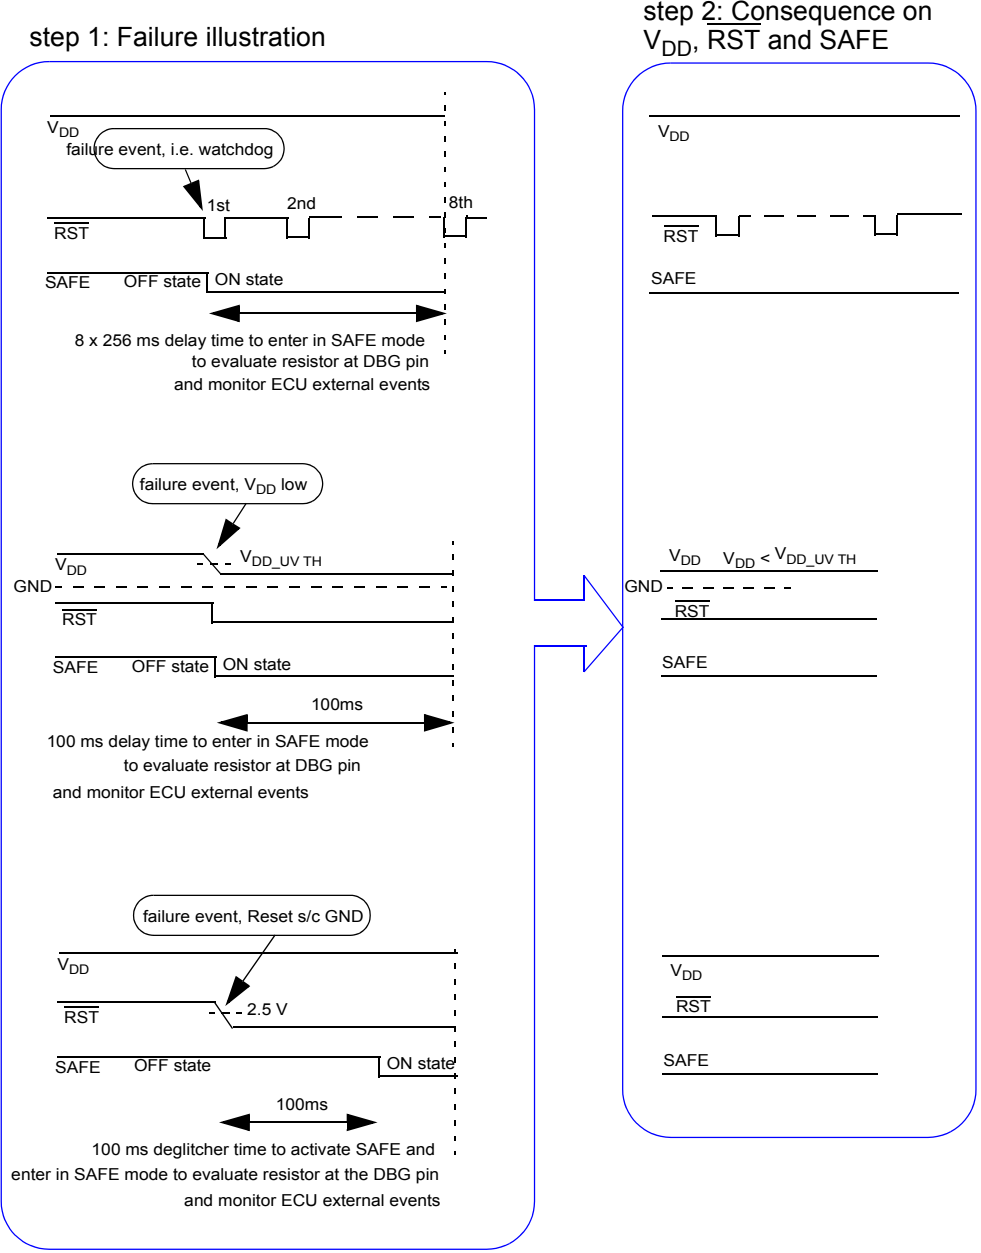 step 1: Failure illustration
step 2: Consequence on
VDD, RST and SAFE
VDD
failure event, i.e. watchdog
1st
2nd
8th
RST
SAFE
OFF state
ON state
8 x 256 ms delay time to enter in SAFE mode
to evaluate resistor at DBG pin
and monitor ECU external events
failure event, VDD low
VDD
VDD_UV TH
GND
RST
SAFE
OFF state
ON state
100ms
100 ms delay time to enter in SAFE mode
to evaluate resistor at DBG pin
and monitor ECU external events
failure event, Reset s/c GND
VDD
RST
2.5 V
SAFE
OFF state
ON state
100ms
100 ms deglitcher time to activate SAFE and
enter in SAFE mode to evaluate resistor at the DBG pin
and monitor ECU external events
VDD
RST
SAFE
VDD
VDD < VDD_UV TH
GND
RST
SAFE
VDD
RST
SAFE